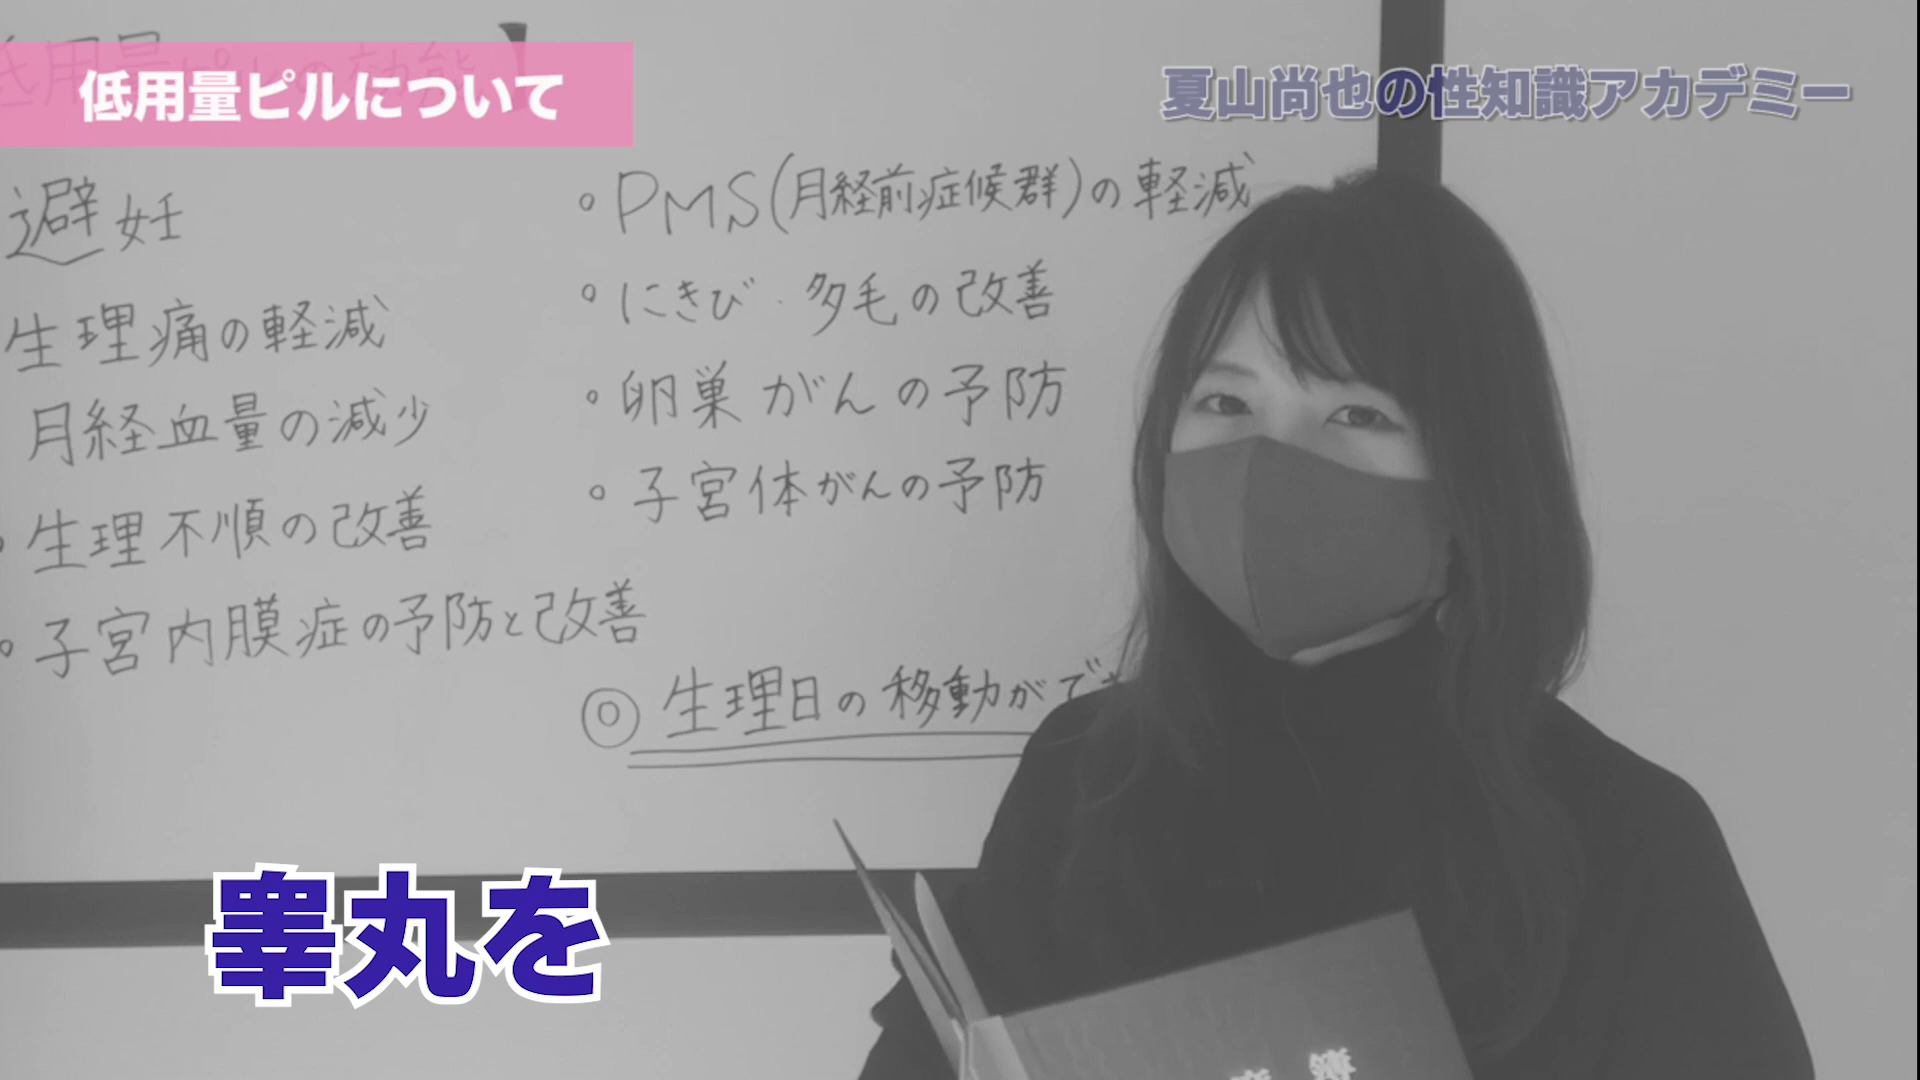 低用量ピルについて
夏山尚也の性知識アカデミー
避妊
生理痛の軽減
月経血量の減少
。生理不順の改善
。子宮内膜症の予防と改善
。PMS(月経前症候群)の軽減
。にきび・多毛の改善
。卵巣がんの予防
。子宮体がんの予防
◎生理日の移動がで
睾丸を
簿